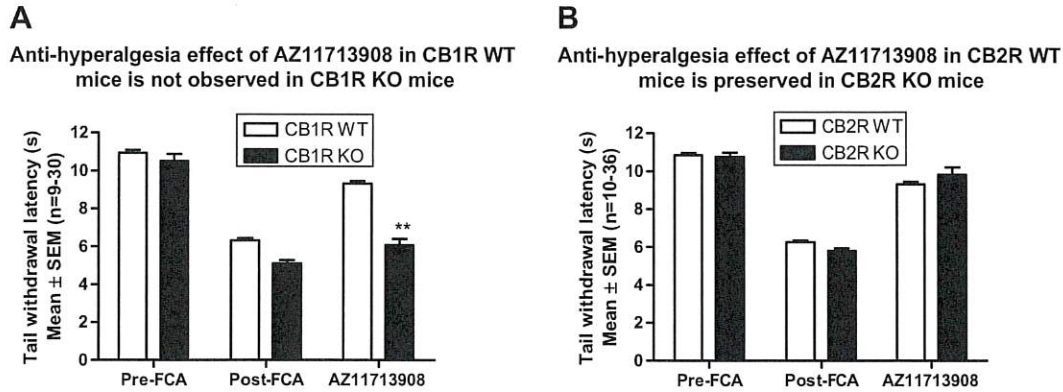 A
Anti-hyperalgesia effect of AZ11713908 in CB1R WT
mice is not observed in CB1R KO mice
Tail withdrawal latency (s)
Mean ± SEM (n=9-30)
12
10
8
6
4
2
0
CB1R WT
CB1R KO
**
Pre-FCA
Post-FCA
AZ11713908
B
Anti-hyperalgesia effect of AZ11713908 in CB2R WT
mice is preserved in CB2R KO mice
Tail withdrawal latency (s)
Mean ± SEM (n=10-36)
12
10
8
6
4
2
0
CB2R WT
CB2R KO
Pre-FCA
Post-FCA
AZ11713908